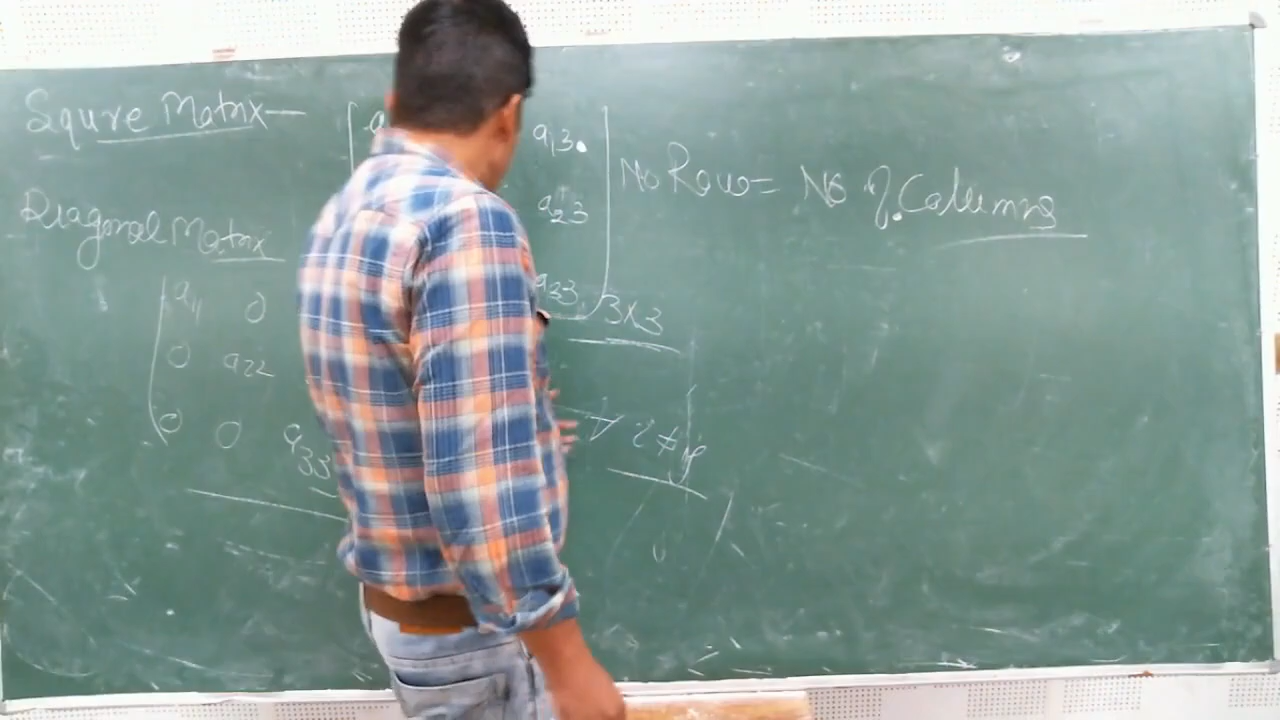 Squre Matrix— a a13
No Row = No of Columns
a23
Diagonal Matrix
a33 3x3
a11 0
0 a22
0 0 a33
∀ i ≠ j